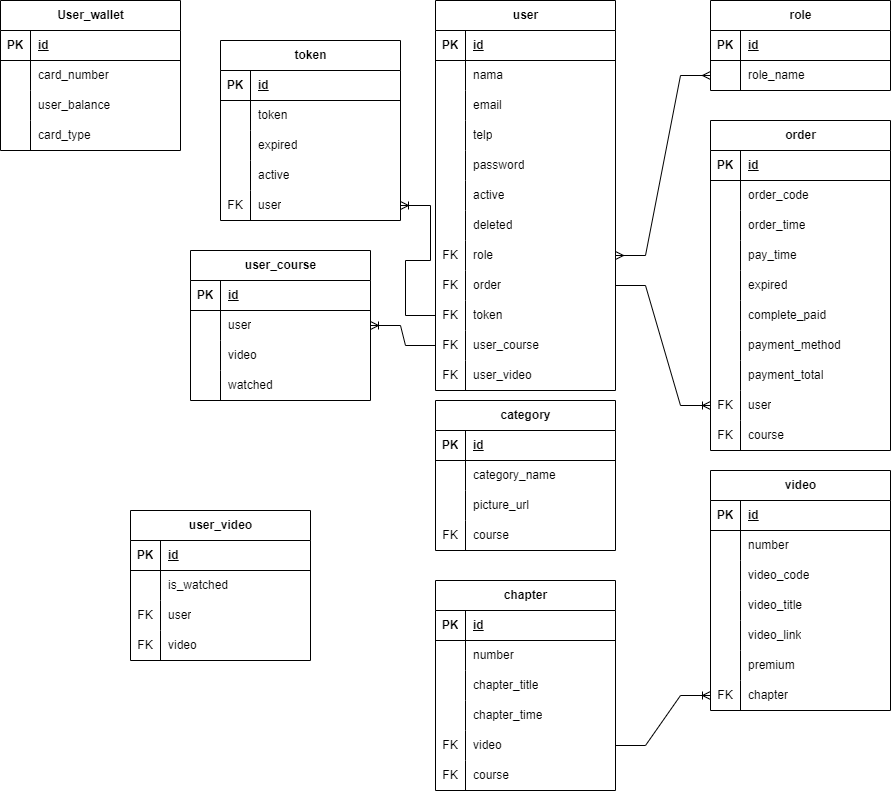 User_wallet
PK id
card_number
user_balance
card_type
token
PK id
token
expired
active
FK user
user
PK id
nama
email
telp
password
active
deleted
FK role
FK order
FK token
FK user_course
FK user_video
role
PK id
role_name
order
PK id
order_code
order_time
pay_time
expired
complete_paid
payment_method
payment_total
FK user
FK course
user_course
PK id
user
video
watched
category
PK id
category_name
picture_url
FK course
video
PK id
number
video_code
video_title
video_link
premium
FK chapter
user_video
PK id
is_watched
FK user
FK video
chapter
PK id
number
chapter_title
chapter_time
FK video
FK course